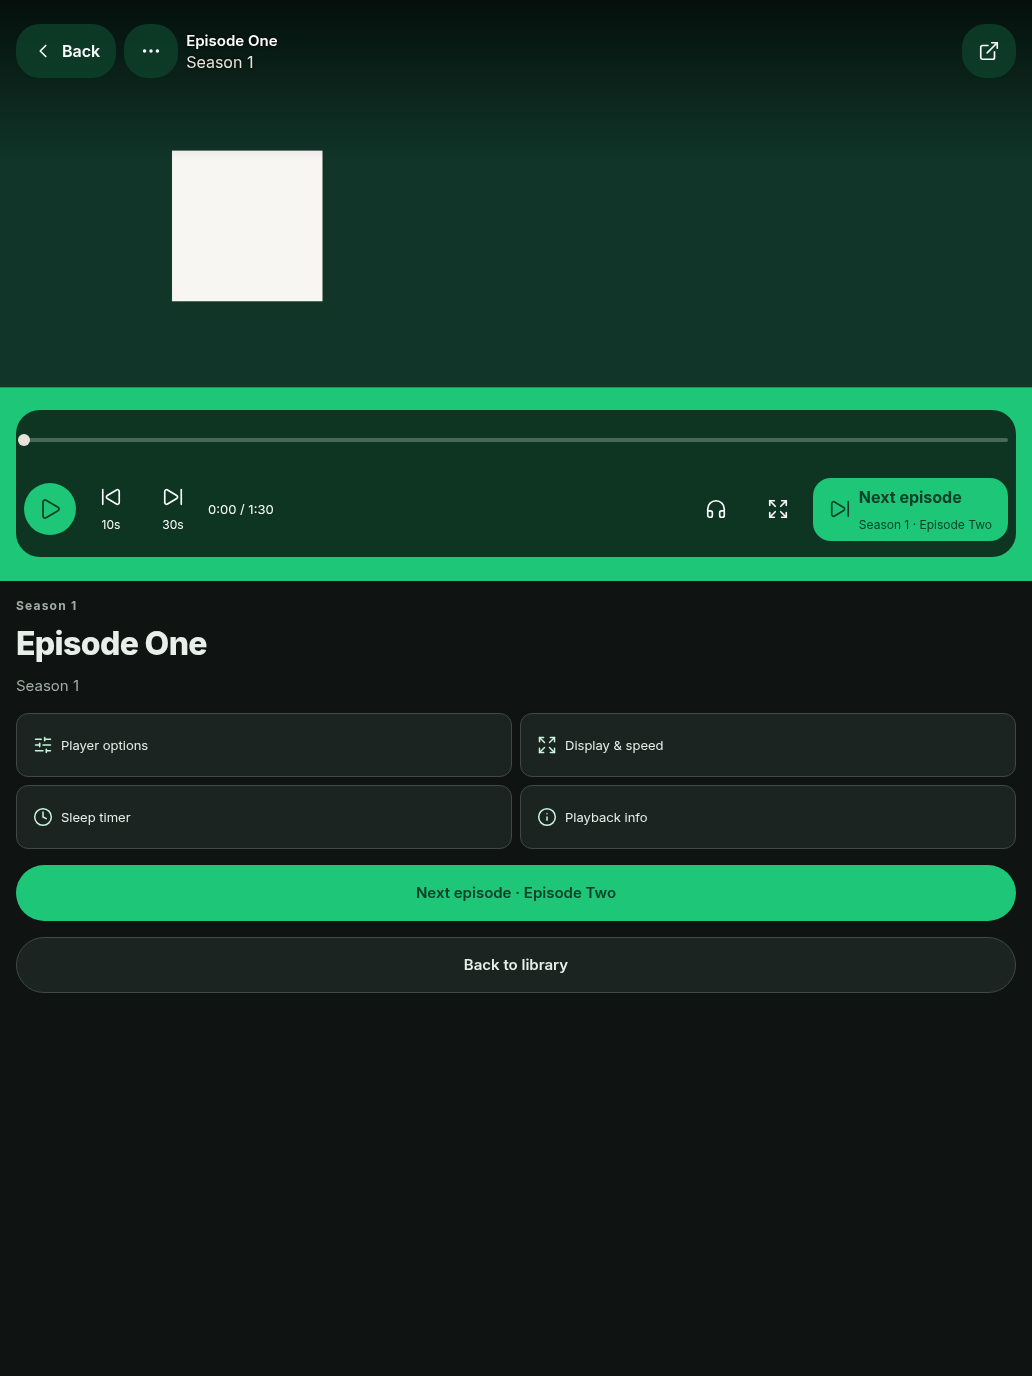 Back
Episode One
Season 1
10s
30s
0:00 / 1:30
Next episode
Season 1 · Episode Two
Season 1
Episode One
Season 1
Player options
Display & speed
Sleep timer
Playback info
Next episode · Episode Two
Back to library